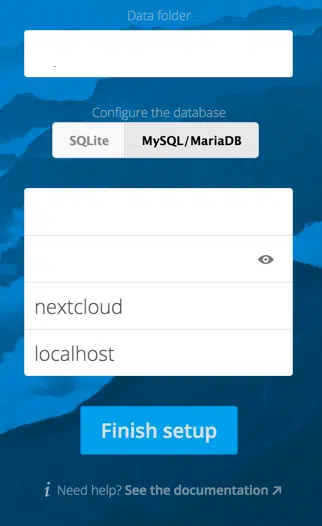 Data folder
Configure the database
SQLite
MySQL/MariaDB
nextcloud
localhost
Finish setup
i Need help? See the documentation ↗